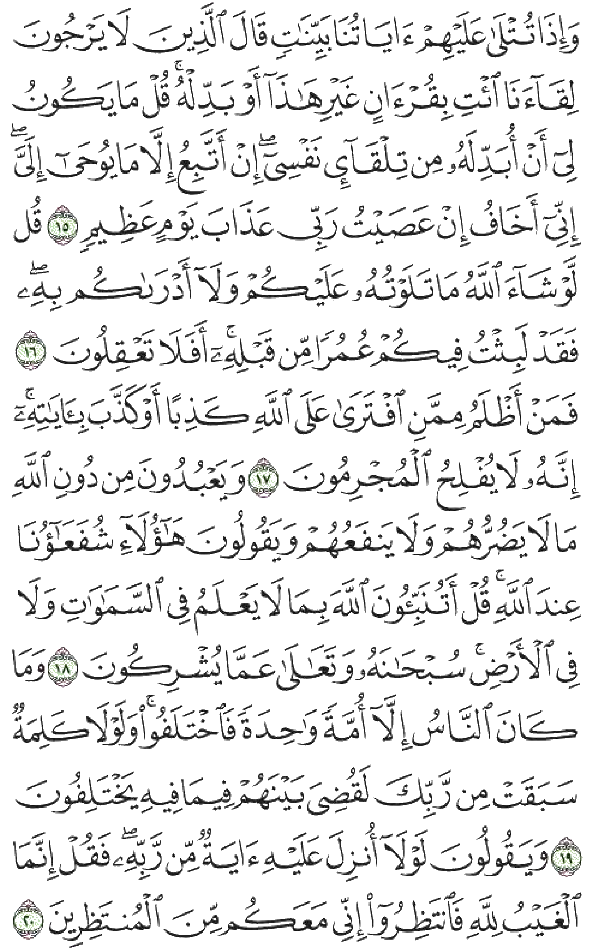 وَإِذَا تُتْلَىٰ عَلَيْهِمْ ءَايَاتُنَا بَيِّنَٰتٍ قَالَ ٱلَّذِينَ لَا يَرْجُونَ
لِقَآءَنَا ٱئْتِ بِقُرْءَانٍ غَيْرِ هَٰذَآ أَوْ بَدِّلْهُ ۚ قُلْ مَا يَكُونُ
لِىٓ أَنْ أُبَدِّلَهُۥ مِن تِلْقَآئِ نَفْسِىٓ ۖ إِنْ أَتَّبِعُ إِلَّا مَا يُوحَىٰٓ إِلَىَّ ۖ
إِنِّىٓ أَخَافُ إِنْ عَصَيْتُ رَبِّى عَذَابَ يَوْمٍ عَظِيمٍ ١٥ قُل
لَّوْ شَآءَ ٱللَّهُ مَا تَلَوْتُهُۥ عَلَيْكُمْ وَلَآ أَدْرَىٰكُم بِهِۦ ۖ
فَقَدْ لَبِثْتُ فِيكُمْ عُمُرًا مِّن قَبْلِهِۦٓ ۚ أَفَلَا تَعْقِلُونَ ١٦
فَمَنْ أَظْلَمُ مِمَّنِ ٱفْتَرَىٰ عَلَى ٱللَّهِ كَذِبًا أَوْ كَذَّبَ بِـَٔايَٰتِهِۦٓ ۚ
إِنَّهُۥ لَا يُفْلِحُ ٱلْمُجْرِمُونَ ١٧ وَيَعْبُدُونَ مِن دُونِ ٱللَّهِ
مَا لَا يَضُرُّهُمْ وَلَا يَنفَعُهُمْ وَيَقُولُونَ هَٰٓؤُلَآءِ شُفَعَٰٓؤُنَا
عِندَ ٱللَّهِ ۚ قُلْ أَتُنَبِّـُٔونَ ٱللَّهَ بِمَا لَا يَعْلَمُ فِى ٱلسَّمَٰوَٰتِ وَلَا
فِى ٱلْأَرْضِ ۚ سُبْحَٰنَهُۥ وَتَعَٰلَىٰ عَمَّا يُشْرِكُونَ ١٨ وَمَا
كَانَ ٱلنَّاسُ إِلَّآ أُمَّةً وَٰحِدَةً فَٱخْتَلَفُوا۟ ۚ وَلَوْلَا كَلِمَةٌ
سَبَقَتْ مِن رَّبِّكَ لَقُضِىَ بَيْنَهُمْ فِيمَا فِيهِ يَخْتَلِفُونَ
١٩ وَيَقُولُونَ لَوْلَآ أُنزِلَ عَلَيْهِ ءَايَةٌ مِّن رَّبِّهِۦ ۖ فَقُلْ إِنَّمَا
ٱلْغَيْبُ لِلَّهِ فَٱنتَظِرُوٓا۟ إِنِّى مَعَكُم مِّنَ ٱلْمُنتَظِرِينَ ٢٠